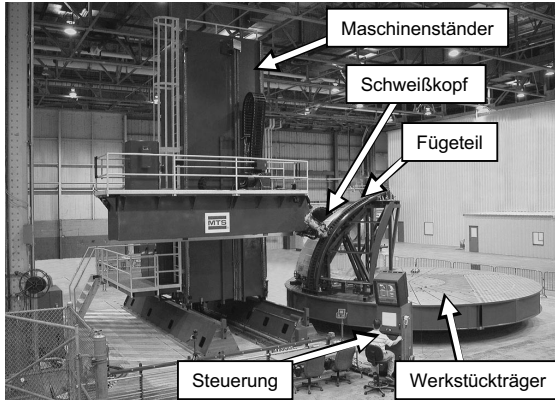 Maschinenständer
Schweißkopf
Fügeteil
MTS
Steuerung
Werkstückträger